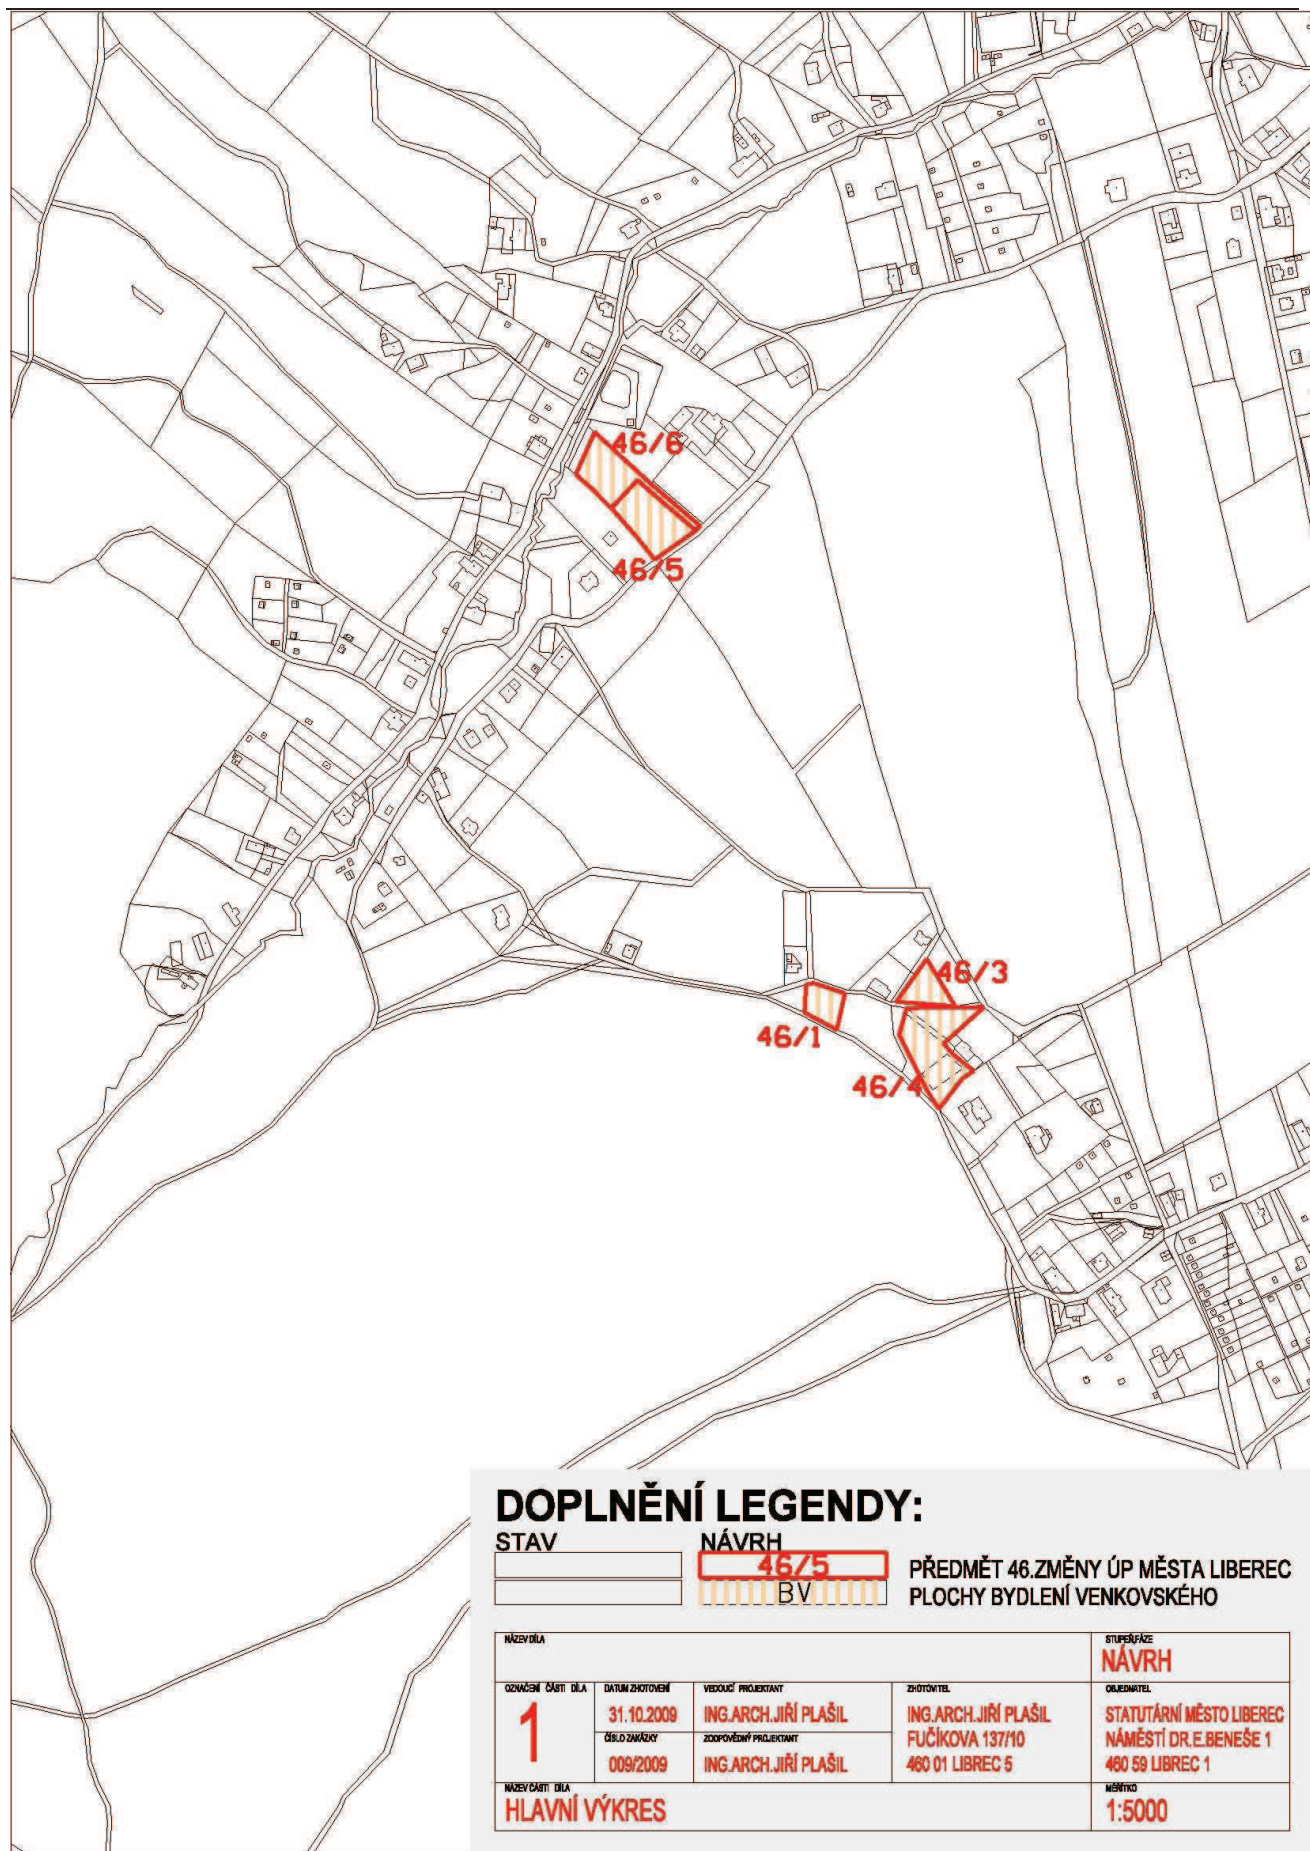 46/6
46/5
46/3
46/1
46/4
DOPLNĚNÍ LEGENDY:
STAV NÁVRH
46/5 PŘEDMĚT 46.ZMĚNY ÚP MĚSTA LIBEREC
BV PLOCHY BYDLENÍ VENKOVSKÉHO
NÁZEV DÍLA
STUPEŇ/FÁZE
NÁVRH
OZNAČENÍ ČÁSTI DÍLA
1
DATUM ZHOTOVENÍ
31.10.2009
ČÍSLO ZAKÁZKY
009/2009
VEDOUCÍ PROJEKTANT
ING.ARCH.JIŘÍ PLAŠIL
ZODPOVĚDNÝ PROJEKTANT
ING.ARCH.JIŘÍ PLAŠIL
ZHOTOVITEL
ING.ARCH.JIŘÍ PLAŠIL
FUČÍKOVA 137/10
460 01 LIBREC 5
OBJEDNATEL
STATUTÁRNÍ MĚSTO LIBEREC
NÁMĚSTÍ DR.E.BENEŠE 1
460 59 LIBREC 1
NÁZEV ČÁSTI DÍLA
HLAVNÍ VÝKRES
MĚŘÍTKO
1:5000